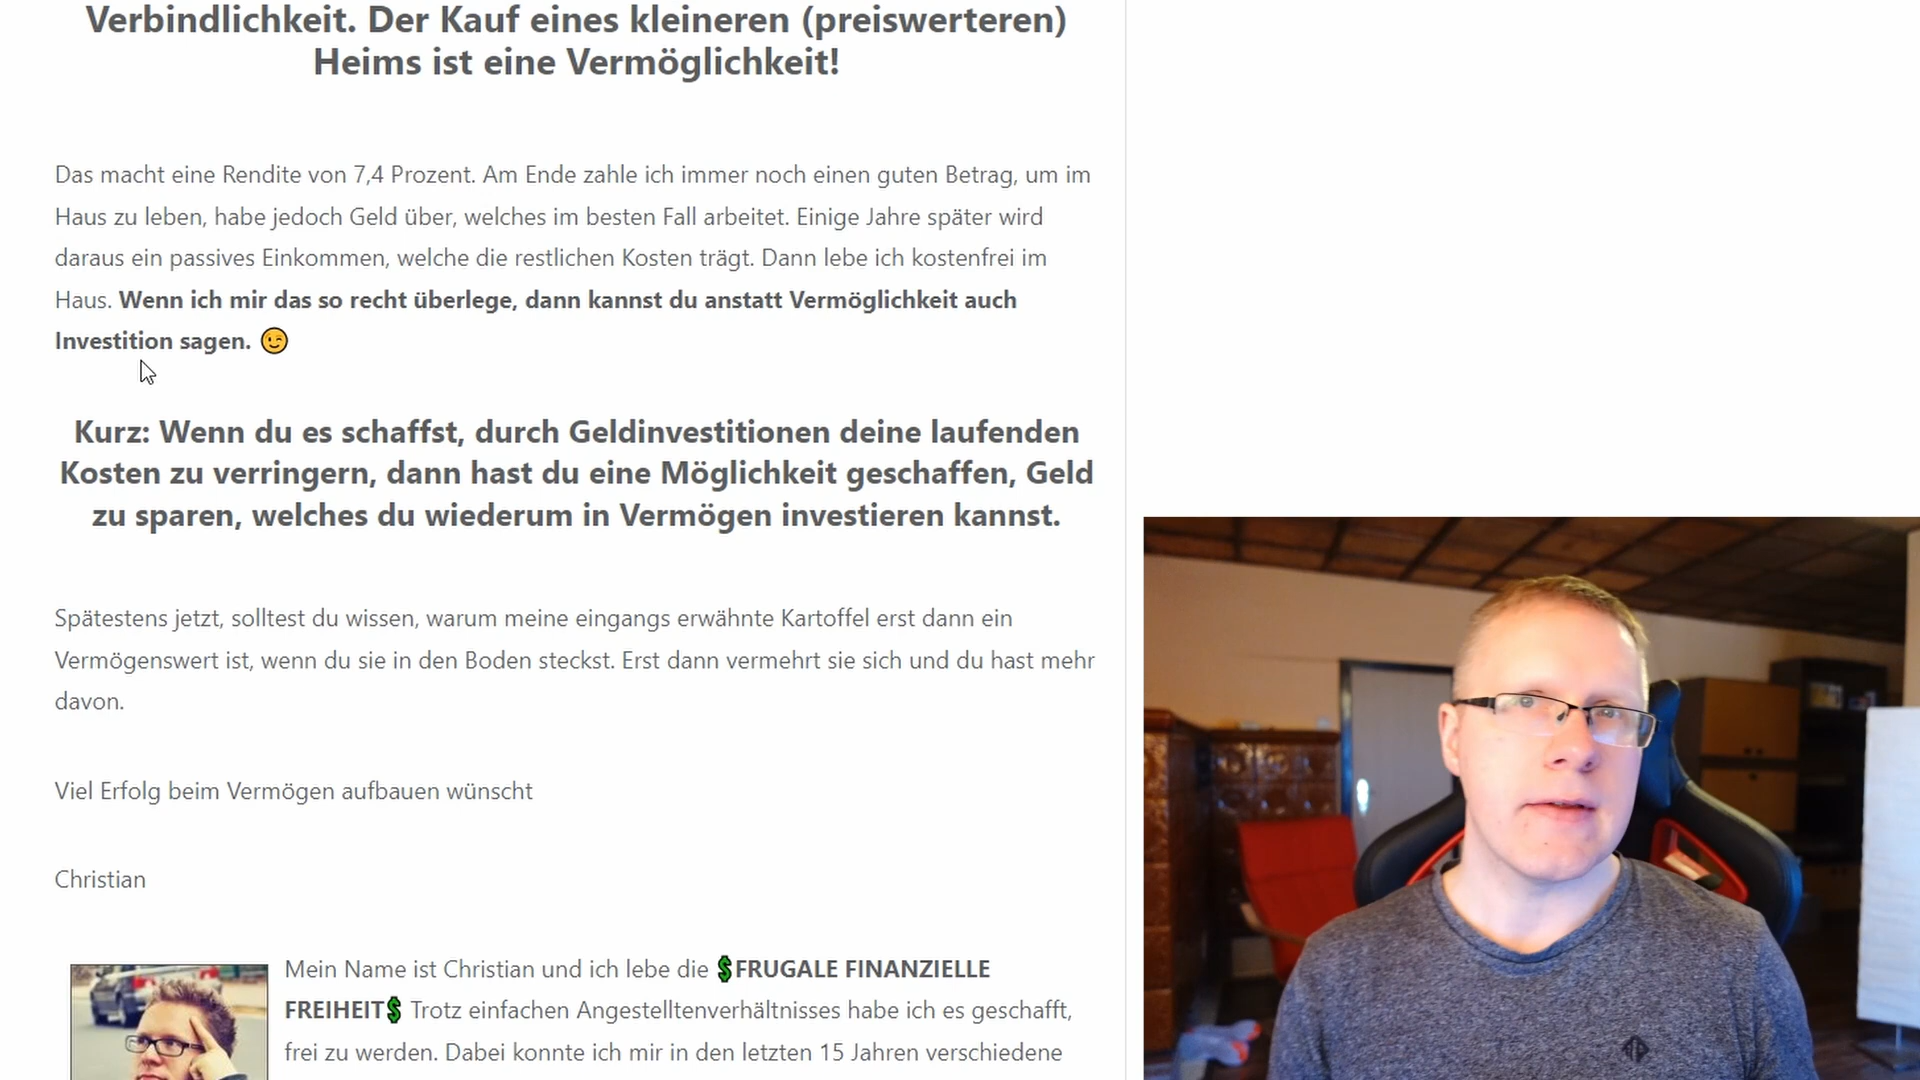 Verbindlichkeit. Der Kauf eines kleineren (preiswerteren)
Heims ist eine Vermöglichkeit!
Das macht eine Rendite von 7,4 Prozent. Am Ende zahle ich immer noch einen guten Betrag, um im
Haus zu leben, habe jedoch Geld über, welches im besten Fall arbeitet. Einige Jahre später wird
daraus ein passives Einkommen, welche die restlichen Kosten trägt. Dann lebe ich kostenfrei im
Haus. Wenn ich mir das so recht überlege, dann kannst du anstatt Vermöglichkeit auch
Investition sagen. 😉
Kurz: Wenn du es schaffst, durch Geldinvestitionen deine laufenden
Kosten zu verringern, dann hast du eine Möglichkeit geschaffen, Geld
zu sparen, welches du wiederum in Vermögen investieren kannst.
Spätestens jetzt, solltest du wissen, warum meine eingangs erwähnte Kartoffel erst dann ein
Vermögenswert ist, wenn du sie in den Boden steckst. Erst dann vermehrt sie sich und du hast mehr
davon.
Viel Erfolg beim Vermögen aufbauen wünscht
Christian
Mein Name ist Christian und ich lebe die 💲FRUGALE FINANZIELLE
FREIHEIT💲 Trotz einfachen Angestelltenverhältnisses habe ich es geschafft,
frei zu werden. Dabei konnte ich mir in den letzten 15 Jahren verschiedene